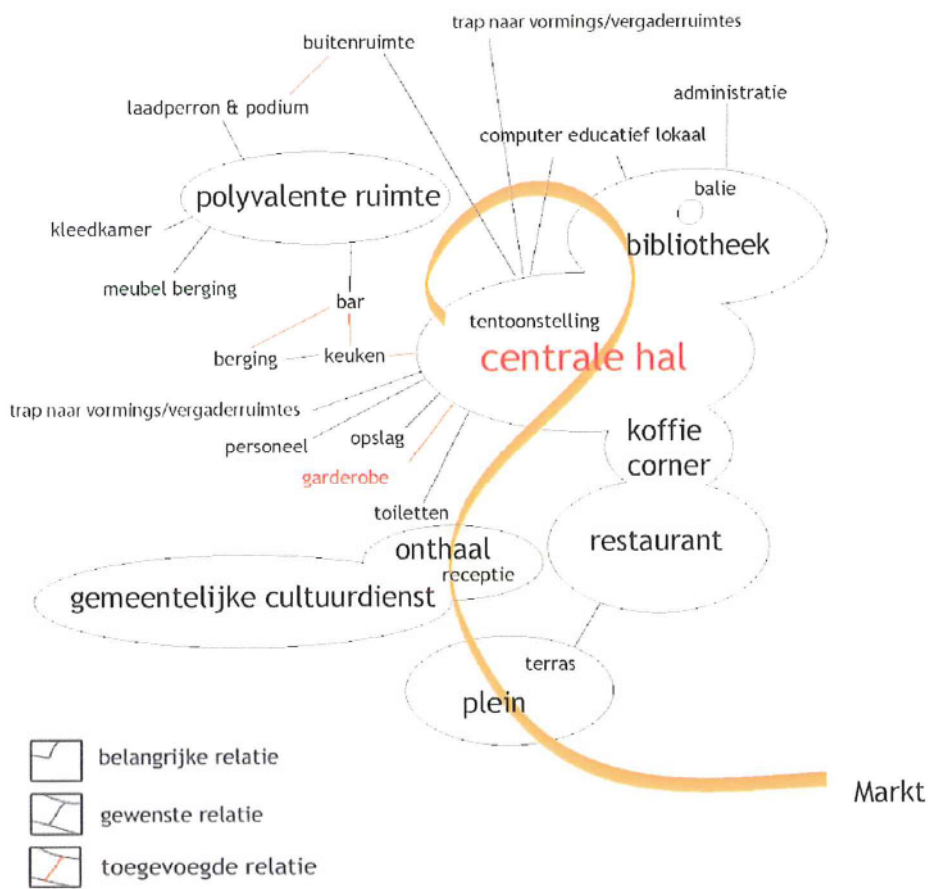 trap naar vormings/vergaderruimtes
buitenruimte
administratie
laadperron & podium
computer educatief lokaal
balie
polyvalente ruimte
kleedkamer
bibliotheek
meubel berging
bar
tentoonstelling
berging
keuken
centrale hal
trap naar vormings/vergaderruimtes
personeel
opslag
koffie
corner
garderobe
toiletten
onthaal
receptie
restaurant
gemeentelijke cultuurdienst
terras
plein
belangrijke relatie
Markt
gewenste relatie
toegevoegde relatie